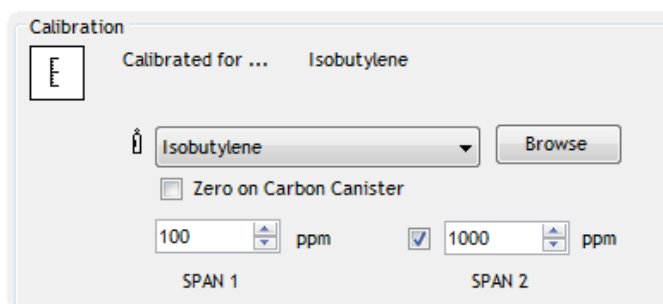 Calibration
Calibrated for ... Isobutylene
Isobutylene Browse
Zero on Carbon Canister
100 ppm 1000 ppm
SPAN 1 SPAN 2